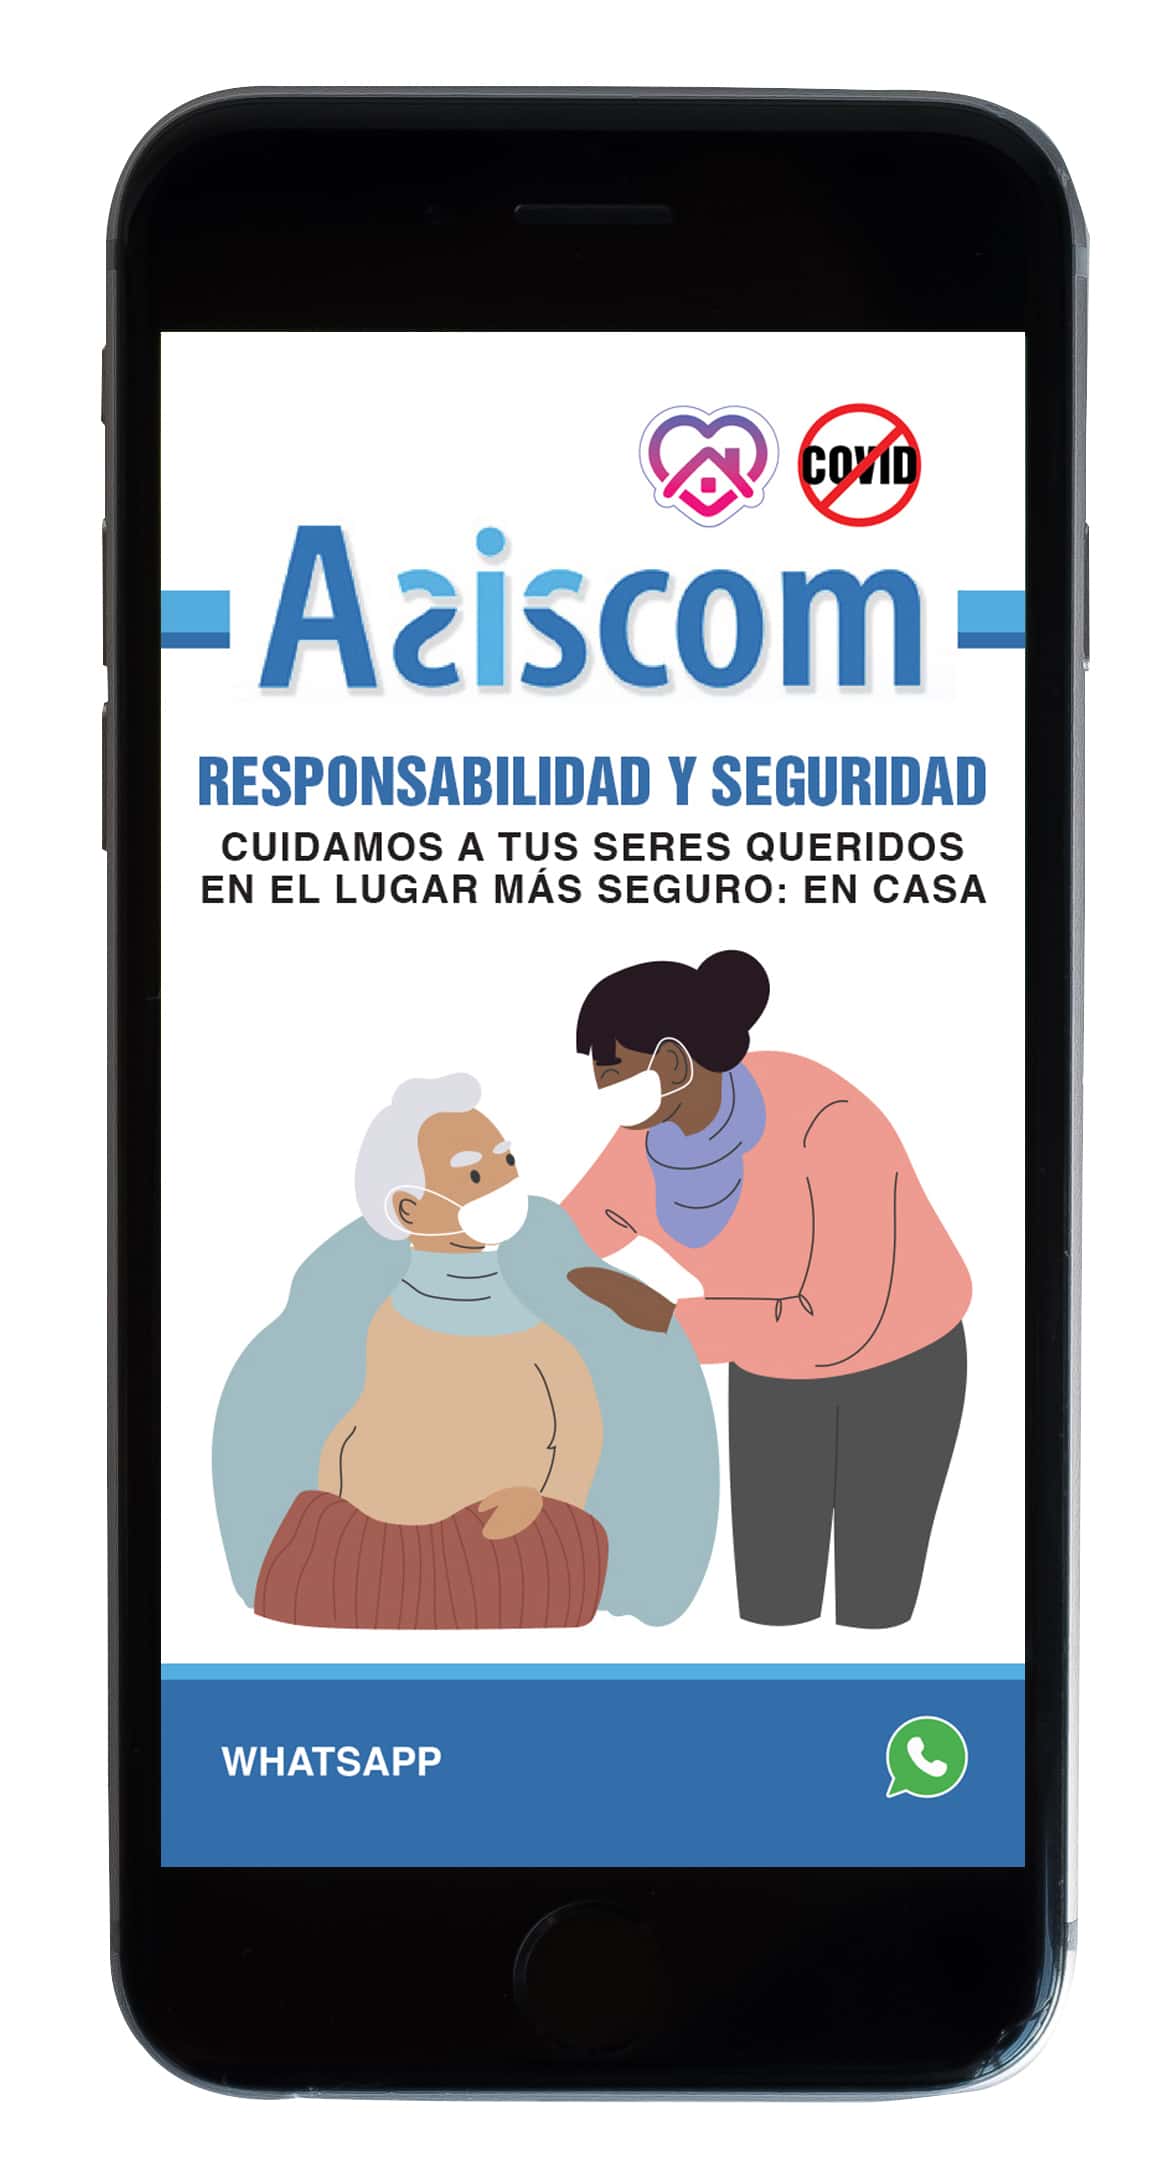 COVID
Asiscom
RESPONSABILIDAD Y SEGURIDAD
CUIDAMOS A TUS SERES QUERIDOS
EN EL LUGAR MÁS SEGURO: EN CASA
WHATSAPP